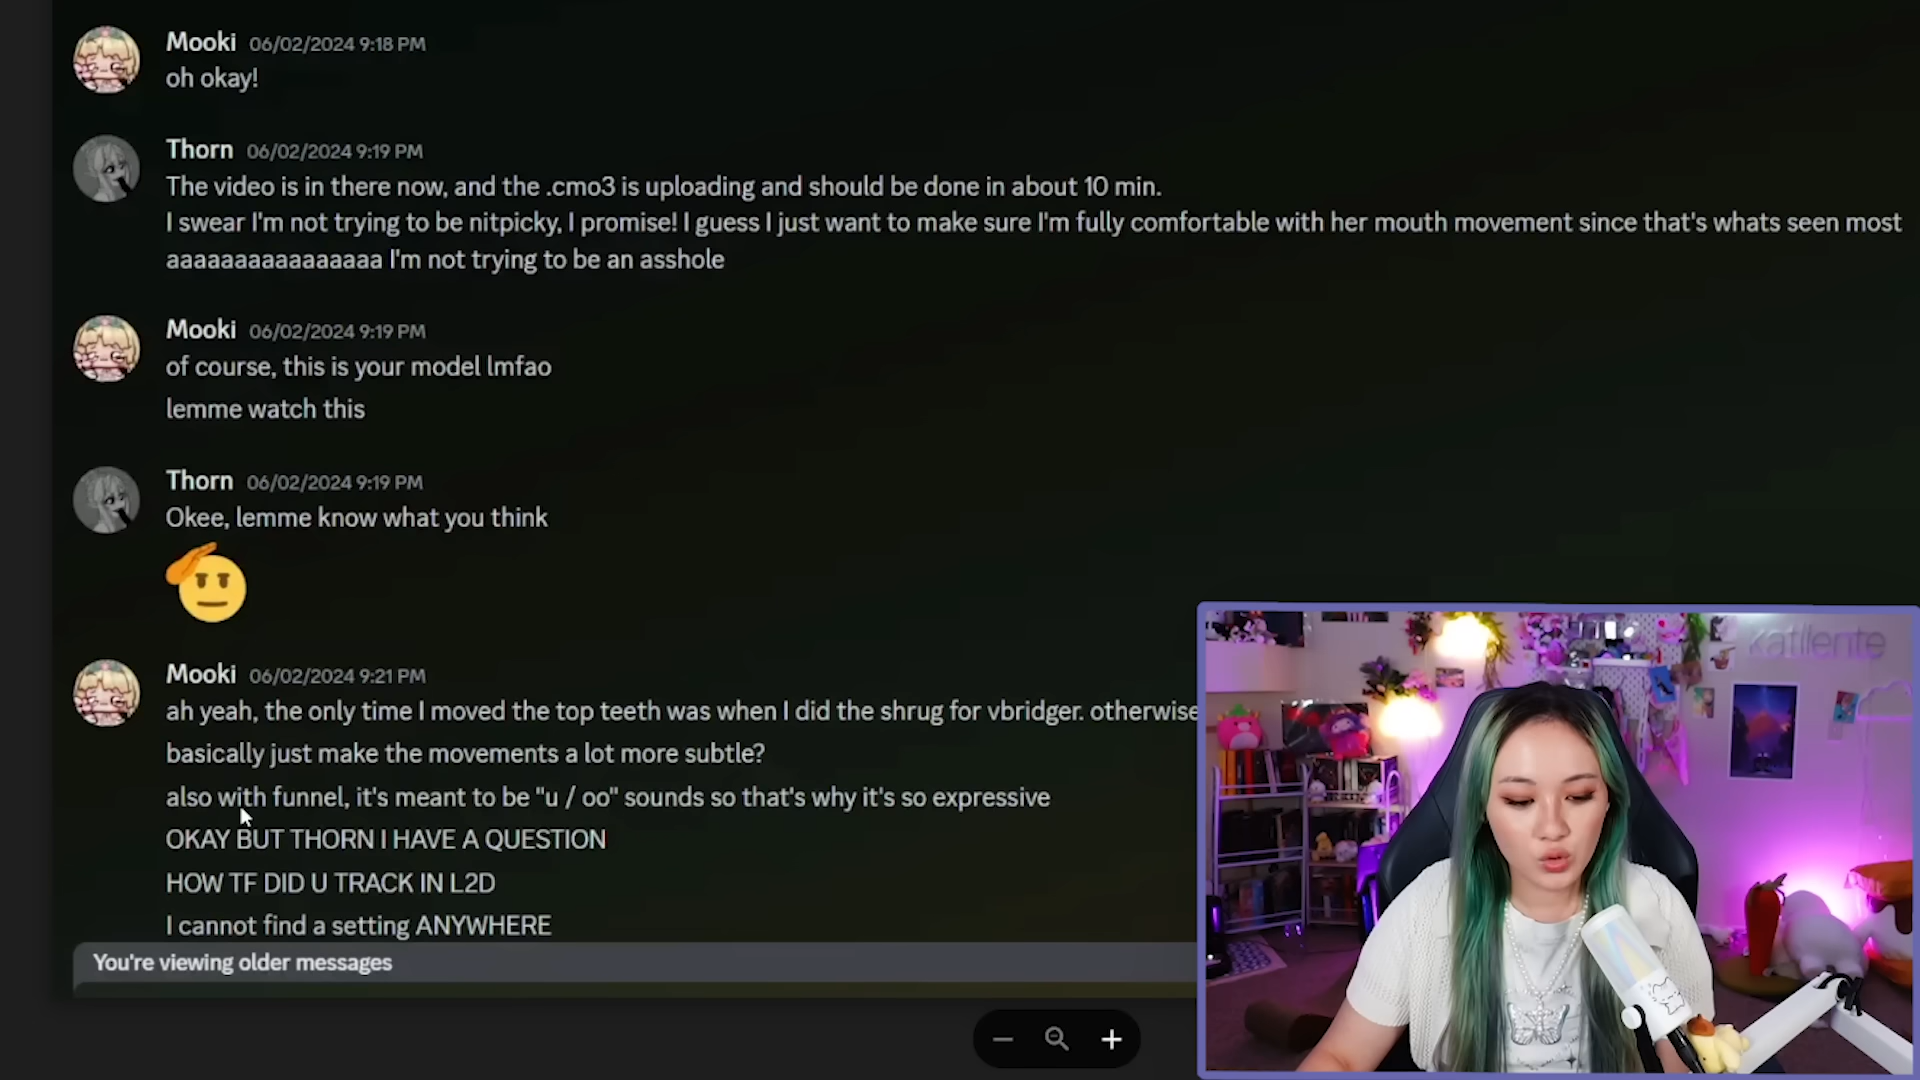 Mooki 06/02/2024 9:18 PM
oh okay!
Thorn 06/02/2024 9:19 PM
The video is in there now, and the .cmo3 is uploading and should be done in about 10 min.
I swear I'm not trying to be nitpicky, I promise! I guess I just want to make sure I'm fully comfortable with her mouth movement since that's whats seen most
aaaaaaaaaaaaaaaa I'm not trying to be an asshole
Mooki 06/02/2024 9:19 PM
of course, this is your model lmfao
lemme watch this
Thorn 06/02/2024 9:19 PM
Okee, lemme know what you think
Mooki 06/02/2024 9:21 PM
ah yeah, the only time I moved the top teeth was when I did the shrug for vbridger. otherwise
basically just make the movements a lot more subtle?
also with funnel, it's meant to be "u / oo" sounds so that's why it's so expressive
OKAY BUT THORN I HAVE A QUESTION
HOW TF DID U TRACK IN L2D
I cannot find a setting ANYWHERE
You're viewing older messages
katllente